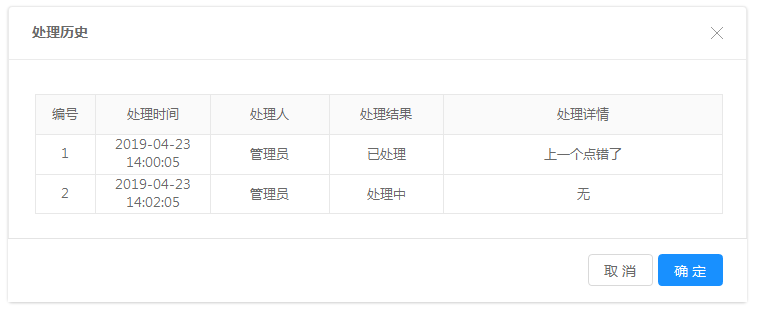 处理历史
编号 处理时间 处理人 处理结果 处理详情
1 2019-04-23 14:00:05 管理员 已处理 上一个点错了
2 2019-04-23 14:02:05 管理员 处理中 无
取 消 确 定